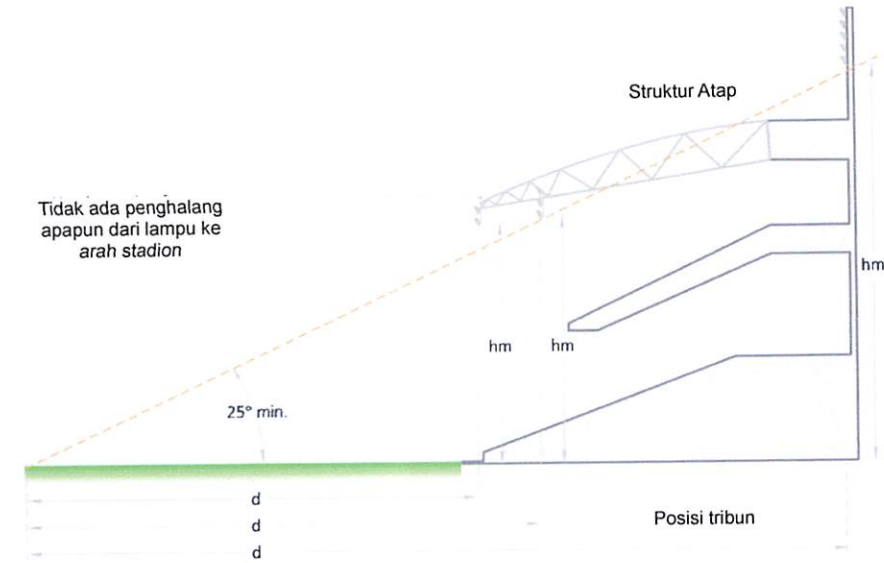 Struktur Atap
Tidak ada penghalang
apapun dari lampu ke
arah stadion
hm
hm
hm
25° min.
d
d
d
Posisi tribun